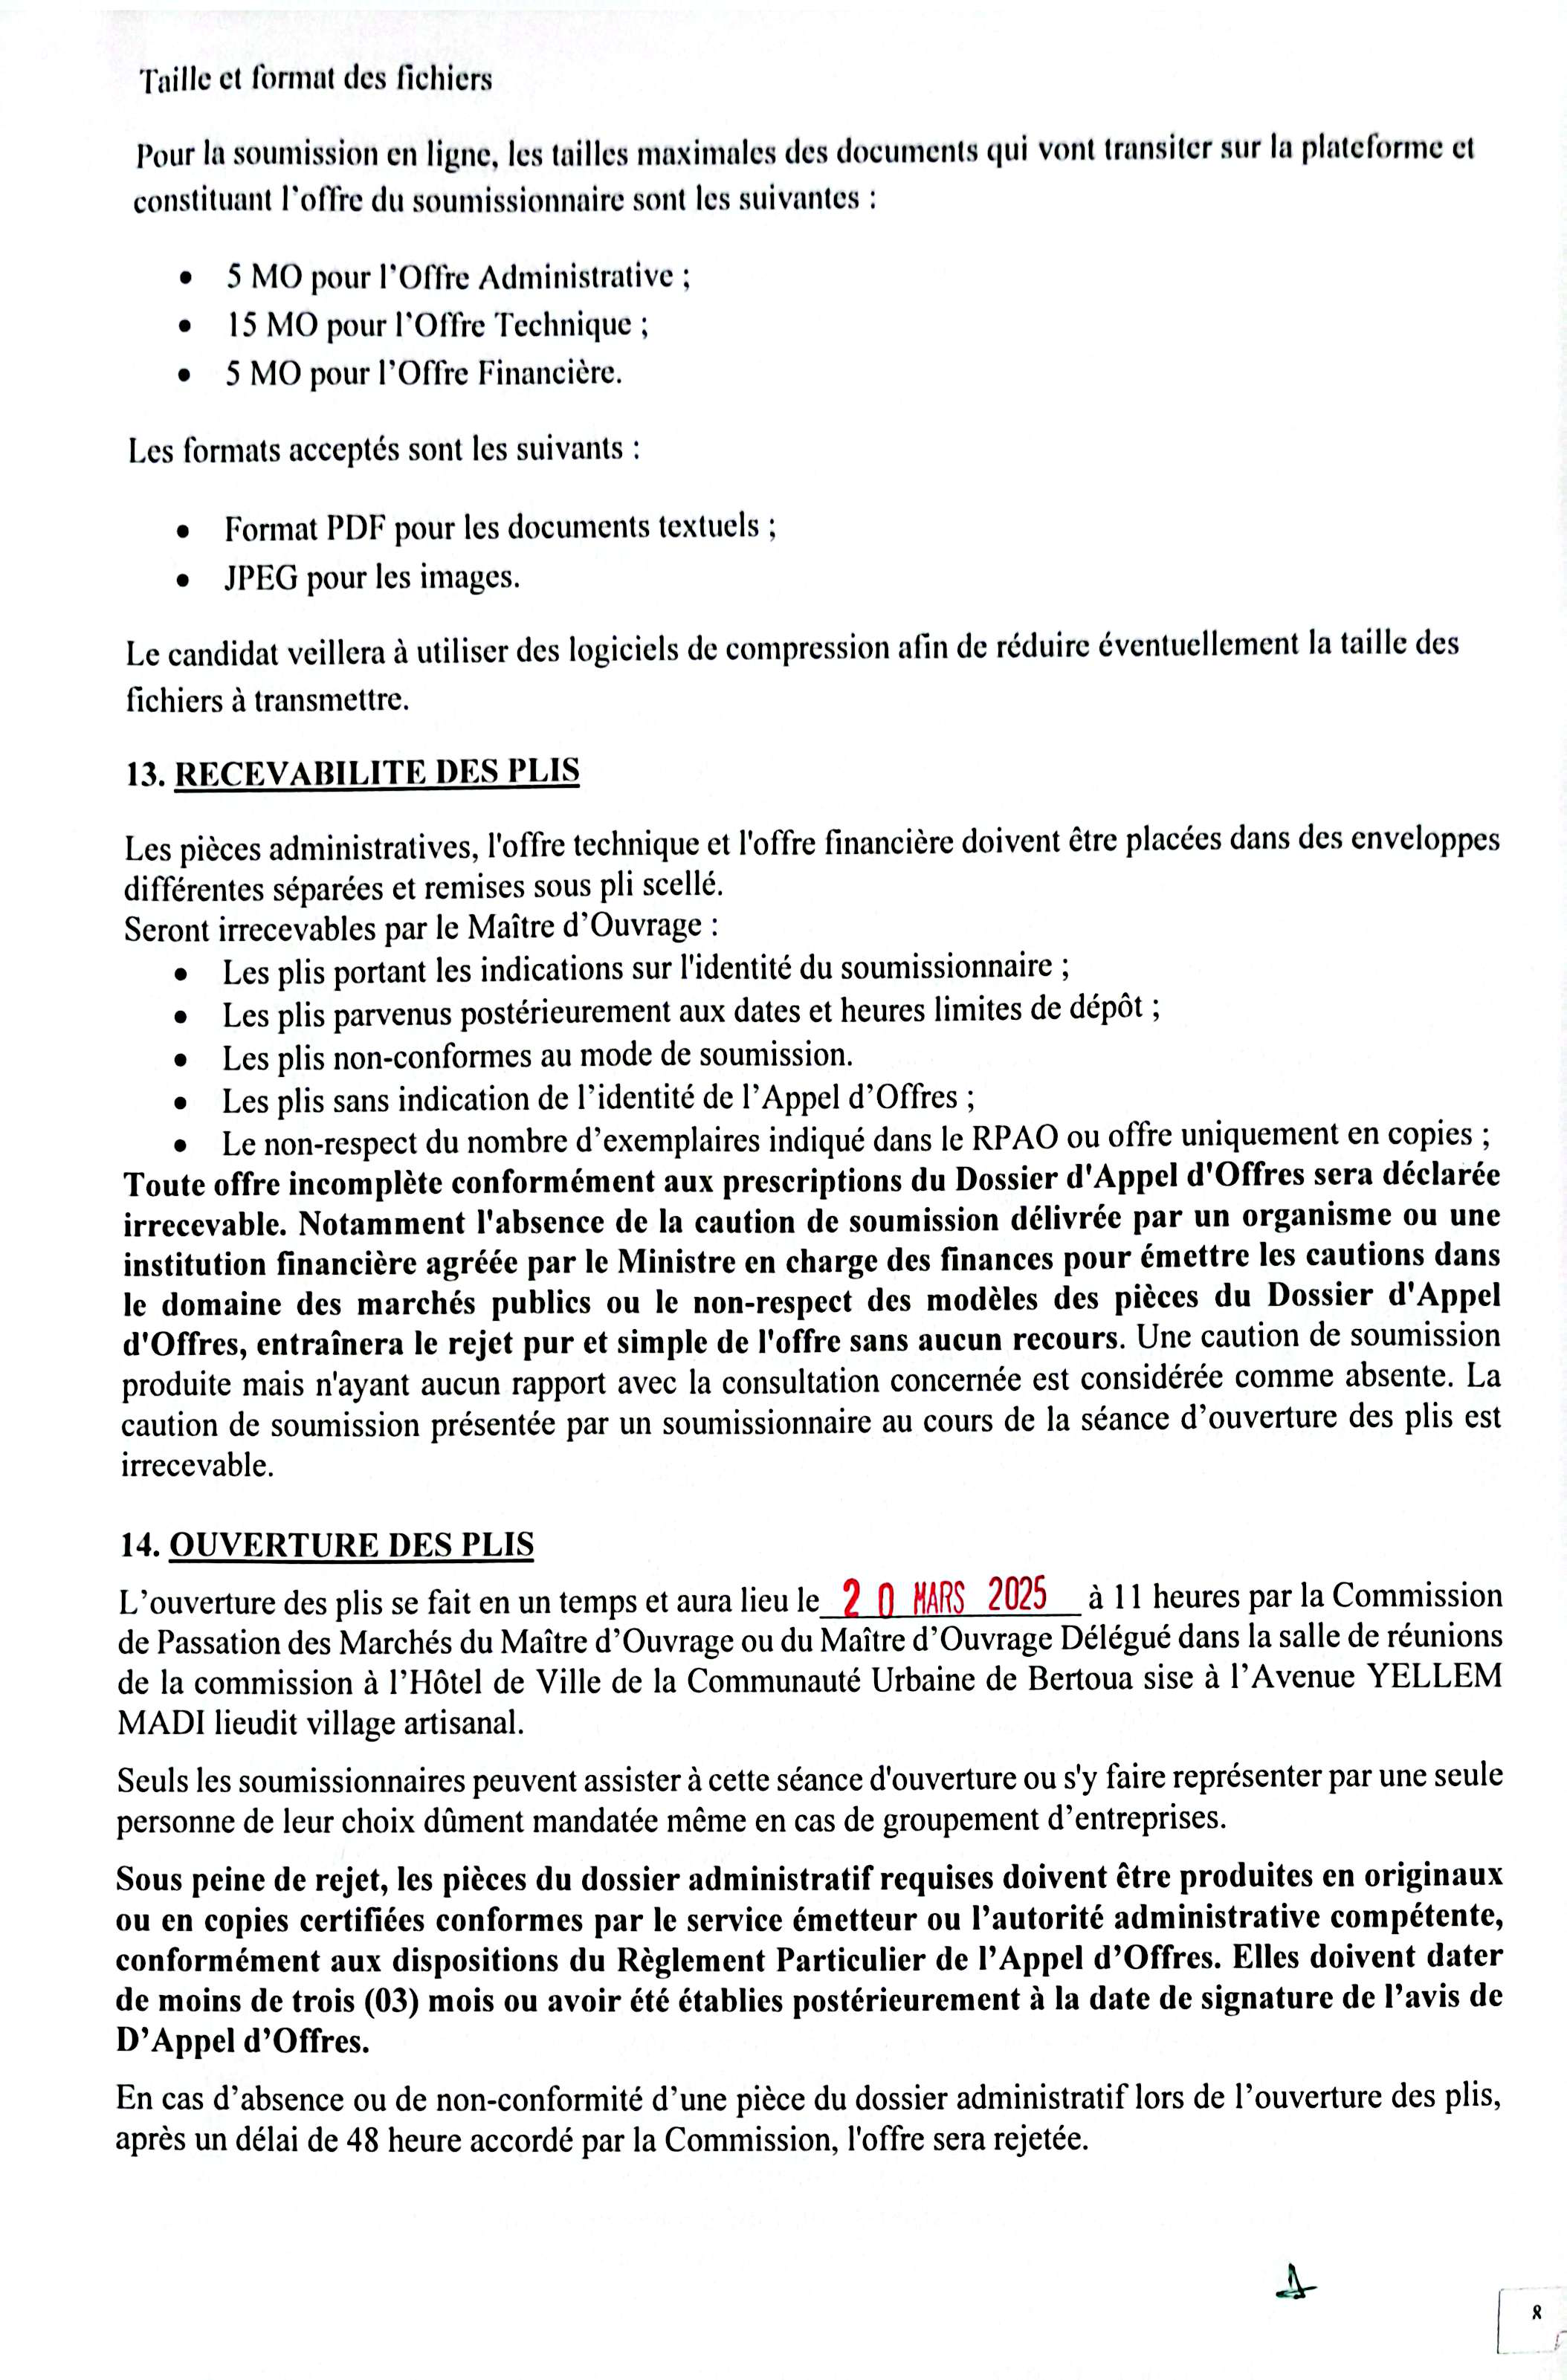 Taille et format des fichiers
Pour la soumission en ligne, les tailles maximales des documents qui vont transiter sur la plateforme et
constituant l'offre du soumissionnaire sont les suivantes :
• 5 MO pour l'Offre Administrative ;
• 15 MO pour l'Offre Technique ;
• 5 MO pour l'Offre Financière.
Les formats acceptés sont les suivants :
• Format PDF pour les documents textuels ;
• JPEG pour les images.
Le candidat veillera à utiliser des logiciels de compression afin de réduire éventuellement la taille des
fichiers à transmettre.
13. RECEVABILITE DES PLIS
Les pièces administratives, l'offre technique et l'offre financière doivent être placées dans des enveloppes
différentes séparées et remises sous pli scellé.
Seront irrecevables par le Maître d'Ouvrage :
• Les plis portant les indications sur l'identité du soumissionnaire ;
• Les plis parvenus postérieurement aux dates et heures limites de dépôt ;
• Les plis non-conformes au mode de soumission.
• Les plis sans indication de l'identité de l'Appel d'Offres ;
• Le non-respect du nombre d'exemplaires indiqué dans le RPAO ou offre uniquement en copies ;
Toute offre incomplète conformément aux prescriptions du Dossier d'Appel d'Offres sera déclarée
irrecevable. Notamment l'absence de la caution de soumission délivrée par un organisme ou une
institution financière agréée par le Ministre en charge des finances pour émettre les cautions dans
le domaine des marchés publics ou le non-respect des modèles des pièces du Dossier d'Appel
d'Offres, entraînera le rejet pur et simple de l'offre sans aucun recours. Une caution de soumission
produite mais n'ayant aucun rapport avec la consultation concernée est considérée comme absente. La
caution de soumission présentée par un soumissionnaire au cours de la séance d'ouverture des plis est
irrecevable.
14. OUVERTURE DES PLIS
L'ouverture des plis se fait en un temps et aura lieu le 20 MARS 2025 à 11 heures par la Commission
de Passation des Marchés du Maître d'Ouvrage ou du Maître d'Ouvrage Délégué dans la salle de réunions
de la commission à l'Hôtel de Ville de la Communauté Urbaine de Bertoua sise à l'Avenue YELLEM
MADI lieudit village artisanal.
Seuls les soumissionnaires peuvent assister à cette séance d'ouverture ou s'y faire représenter par une seule
personne de leur choix dûment mandatée même en cas de groupement d'entreprises.
Sous peine de rejet, les pièces du dossier administratif requises doivent être produites en originaux
ou en copies certifiées conformes par le service émetteur ou l'autorité administrative compétente,
conformément aux dispositions du Règlement Particulier de l'Appel d'Offres. Elles doivent dater
de moins de trois (03) mois ou avoir été établies postérieurement à la date de signature de l'avis de
D'Appel d'Offres.
En cas d'absence ou de non-conformité d'une pièce du dossier administratif lors de l'ouverture des plis,
après un délai de 48 heure accordé par la Commission, l'offre sera rejetée.
8